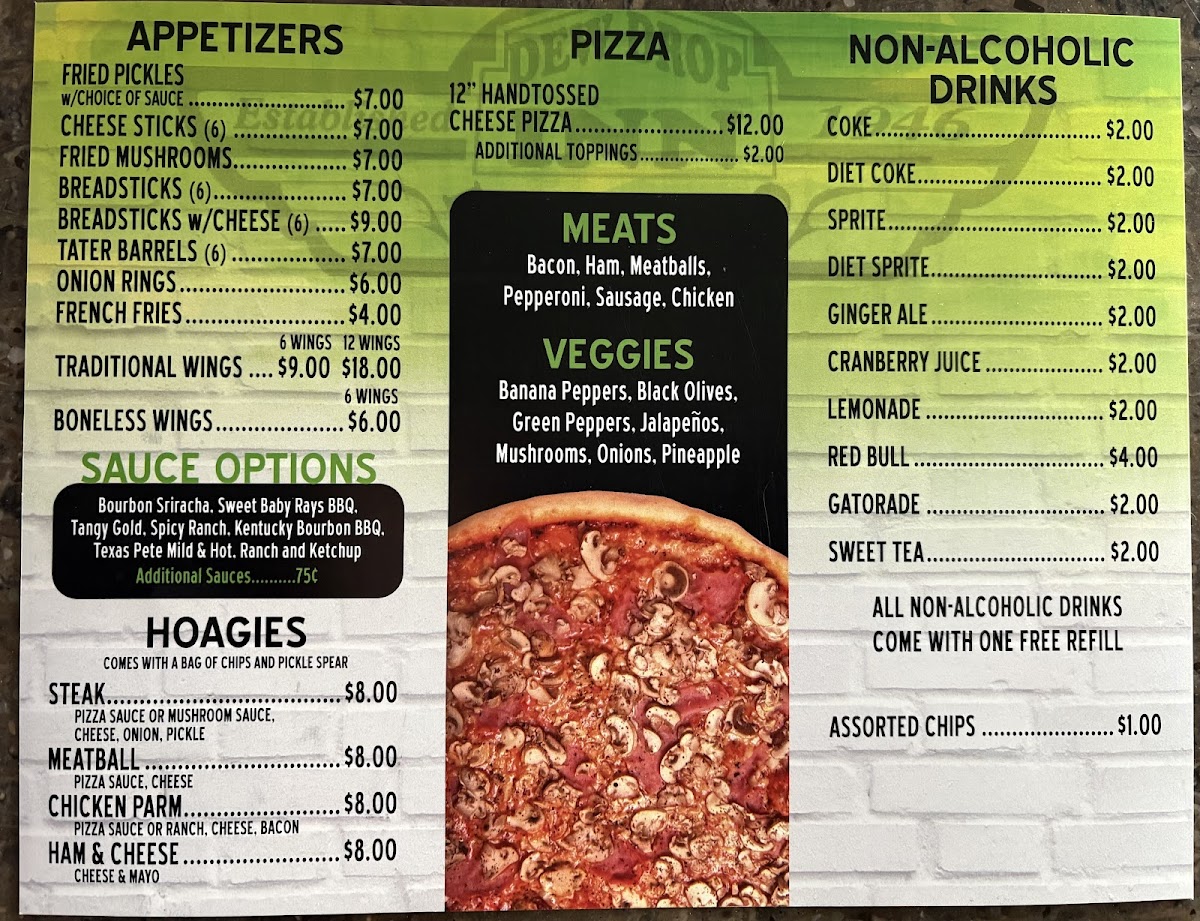 APPETIZERS
FRIED PICKLES
w/CHOICE OF SAUCE ............................ $7.00
CHEESE STICKS (6) .................... $7.00
FRIED MUSHROOMS.................... $7.00
BREADSTICKS (6)....................... $7.00
BREADSTICKS w/CHEESE (6) ..... $9.00
TATER BARRELS (6) .................... $7.00
ONION RINGS............................. $6.00
FRENCH FRIES............................ $4.00
6 WINGS 12 WINGS
TRADITIONAL WINGS .... $9.00 $18.00
6 WINGS
BONELESS WINGS...................... $6.00
SAUCE OPTIONS
Bourbon Sriracha, Sweet Baby Rays BBQ,
Tangy Gold, Spicy Ranch, Kentucky Bourbon BBQ,
Texas Pete Mild & Hot, Ranch and Ketchup
Additional Sauces..........75¢
HOAGIES
COMES WITH A BAG OF CHIPS AND PICKLE SPEAR
STEAK........................................ $8.00
PIZZA SAUCE OR MUSHROOM SAUCE,
CHEESE, ONION, PICKLE
MEATBALL .................................. $8.00
PIZZA SAUCE, CHEESE
CHICKEN PARM........................... $8.00
PIZZA SAUCE OR RANCH, CHEESE, BACON
HAM & CHEESE........................... $8.00
CHEESE & MAYO
DEW DROP
INN
Established 1946
PIZZA
12” HANDTOSSED
CHEESE PIZZA.......................$12.00
ADDITIONAL TOPPINGS.................... $2.00
MEATS
Bacon, Ham, Meatballs,
Pepperoni, Sausage, Chicken
VEGGIES
Banana Peppers, Black Olives,
Green Peppers, Jalapeños,
Mushrooms, Onions, Pineapple
NON-ALCOHOLIC
DRINKS
COKE....................................... $2.00
DIET COKE................................ $2.00
SPRITE..................................... $2.00
DIET SPRITE.............................. $2.00
GINGER ALE.............................. $2.00
CRANBERRY JUICE .................... $2.00
LEMONADE ............................... $2.00
RED BULL ................................. $4.00
GATORADE ............................... $2.00
SWEET TEA............................... $2.00
ALL NON-ALCOHOLIC DRINKS
COME WITH ONE FREE REFILL
ASSORTED CHIPS ......................$1.00